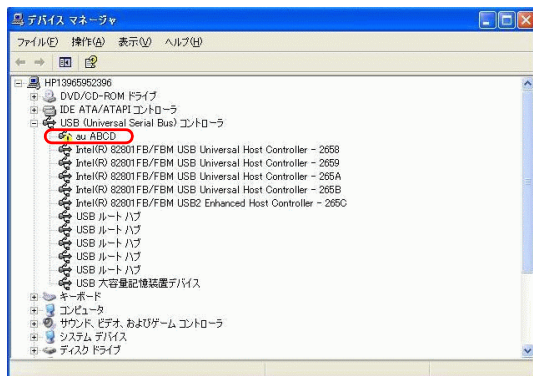 デバイス マネージャ
ファイル(F) 操作(A) 表示(V) ヘルプ(H)
HP13965952396
DVD/CD-ROM ドライブ
IDE ATA/ATAPI コントローラ
USB (Universal Serial Bus) コントローラ
au ABCD
Intel(R) 82801FB/FBM USB Universal Host Controller - 2658
Intel(R) 82801FB/FBM USB Universal Host Controller - 2659
Intel(R) 82801FB/FBM USB Universal Host Controller - 265A
Intel(R) 82801FB/FBM USB Universal Host Controller - 265B
Intel(R) 82801FB/FBM USB2 Enhanced Host Controller - 265C
USB ルート ハブ
USB ルート ハブ
USB ルート ハブ
USB ルート ハブ
USB ルート ハブ
USB 大容量記憶装置デバイス
キーボード
コンピュータ
サウンド、ビデオ、およびゲーム コントローラ
システム デバイス
ディスク ドライブ